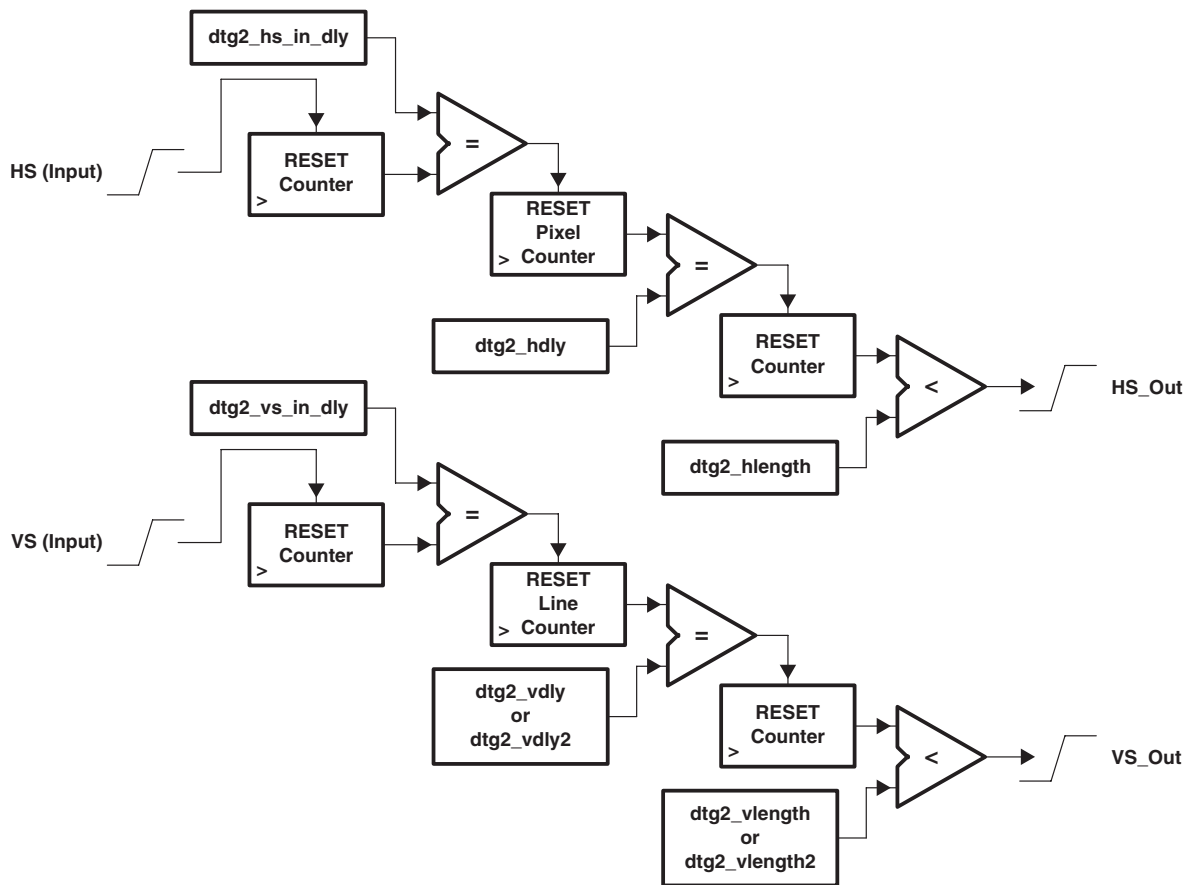 dtg2_hs_in_dly
HS (Input)
RESET
Counter
>
=
RESET
Pixel
Counter
>
=
dtg2_hdly
RESET
Counter
>
<
HS_Out
dtg2_hlength
dtg2_vs_in_dly
VS (Input)
RESET
Counter
>
=
RESET
Line
Counter
>
=
dtg2_vdly
or
dtg2_vdly2
RESET
Counter
>
<
VS_Out
dtg2_vlength
or
dtg2_vlength2